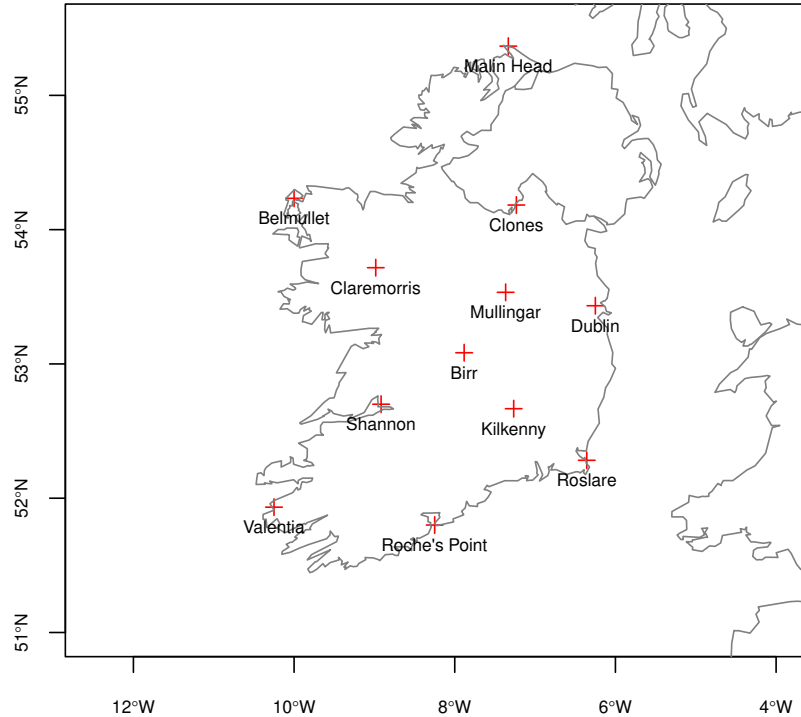 Malin Head
Belmullet
Clones
Claremorris
Mullingar
Dublin
Birr
Shannon
Kilkenny
Roslare
Valentia
Roche's Point
55°N
54°N
53°N
52°N
51°N
12°W
10°W
8°W
6°W
4°W